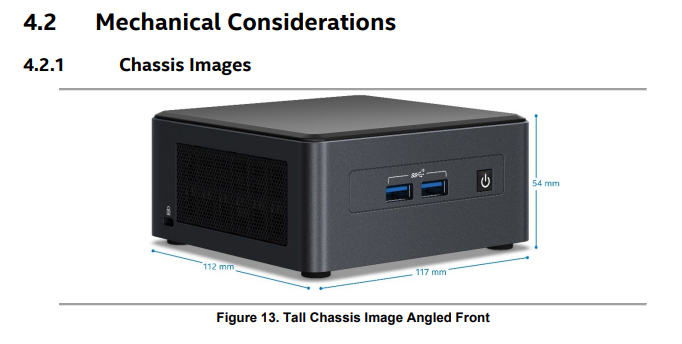 4.2 Mechanical Considerations
4.2.1 Chassis Images
54 mm
112 mm
117 mm
Figure 13. Tall Chassis Image Angled Front